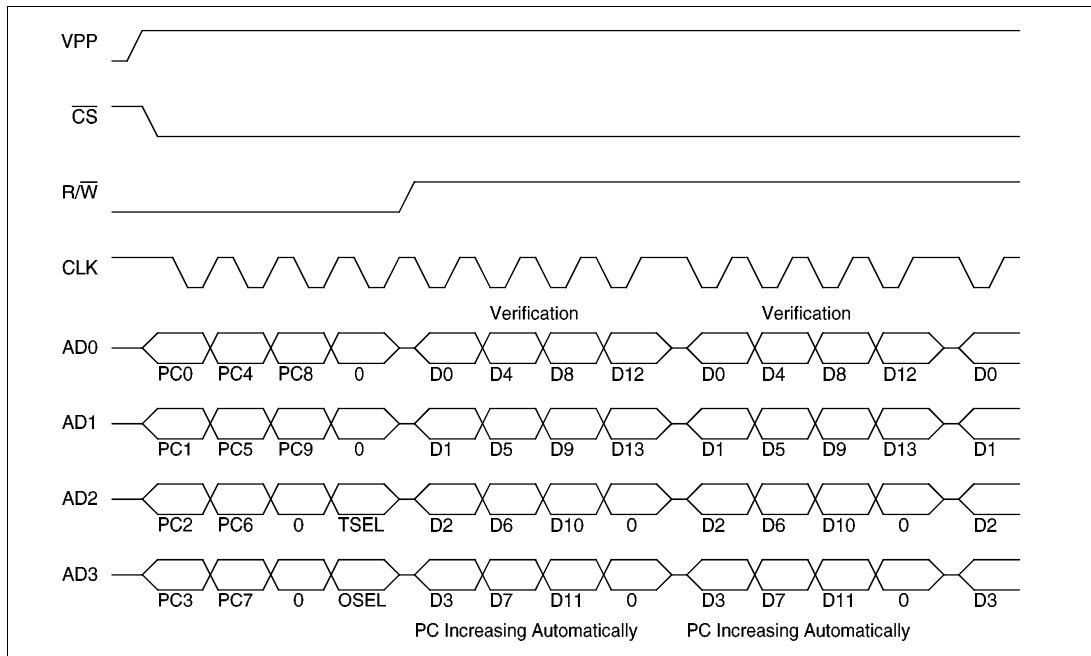 VPP
C̅S̅
R/W̅
CLK
Verification Verification
AD0
PC0 PC4 PC8 0 D0 D4 D8 D12 D0 D4 D8 D12 D0
AD1
PC1 PC5 PC9 0 D1 D5 D9 D13 D1 D5 D9 D13 D1
AD2
PC2 PC6 0 TSEL D2 D6 D10 0 D2 D6 D10 0 D2
AD3
PC3 PC7 0 OSEL D3 D7 D11 0 D3 D7 D11 0 D3
PC Increasing Automatically PC Increasing Automatically